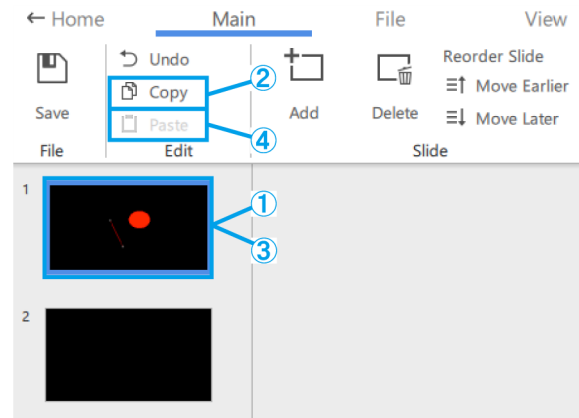 ← Home Main File View
Undo
Reorder Slide
Copy
②
Move Earlier
Save
Paste
④
Add
Delete
Move Later
File
Edit
Slide
1
①
③
2